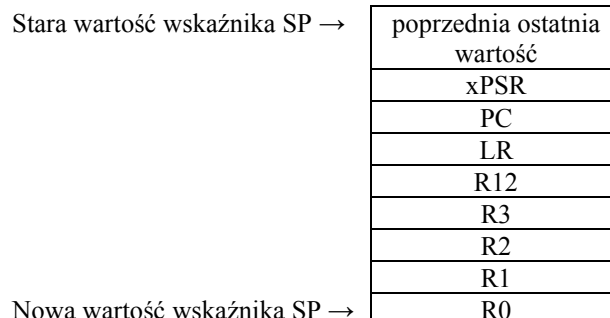 Stara wartość wskaźnika SP → poprzednia ostatnia
wartość
xPSR
PC
LR
R12
R3
R2
R1
Nowa wartość wskaźnika SP → R0